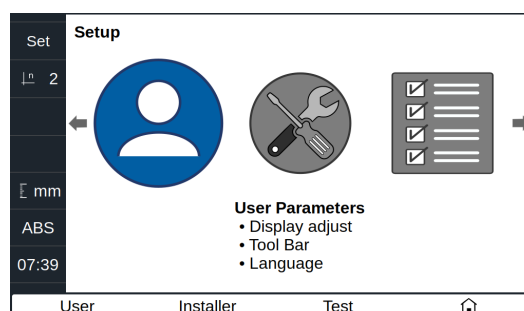 Set
Setup
n 2
mm
ABS
07:39
User Parameters
• Display adjust
• Tool Bar
• Language
User Installer Test